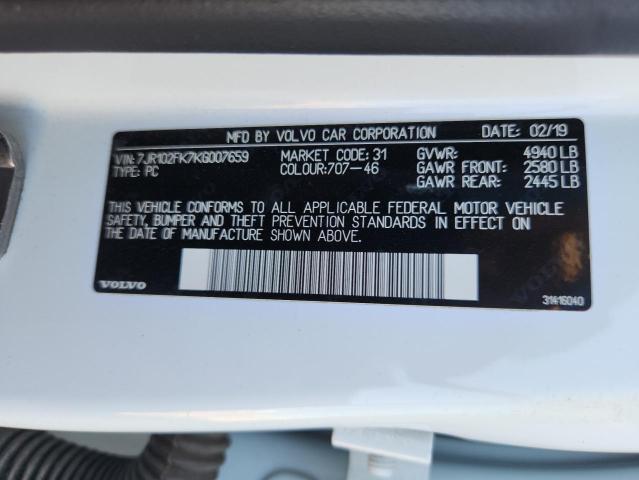 MFD BY VOLVO CAR CORPORATION DATE: 02/19
VIN: 7JR102FK7KG007659 MARKET CODE: 31 GVWR: 4940 LB
TYPE: PC COLOUR: 707-46 GAWR FRONT: 2580 LB
GAWR REAR: 2445 LB
THIS VEHICLE CONFORMS TO ALL APPLICABLE FEDERAL MOTOR VEHICLE
SAFETY, BUMPER AND THEFT PREVENTION STANDARDS IN EFFECT ON
THE DATE OF MANUFACTURE SHOWN ABOVE.
VOLVO 31416040